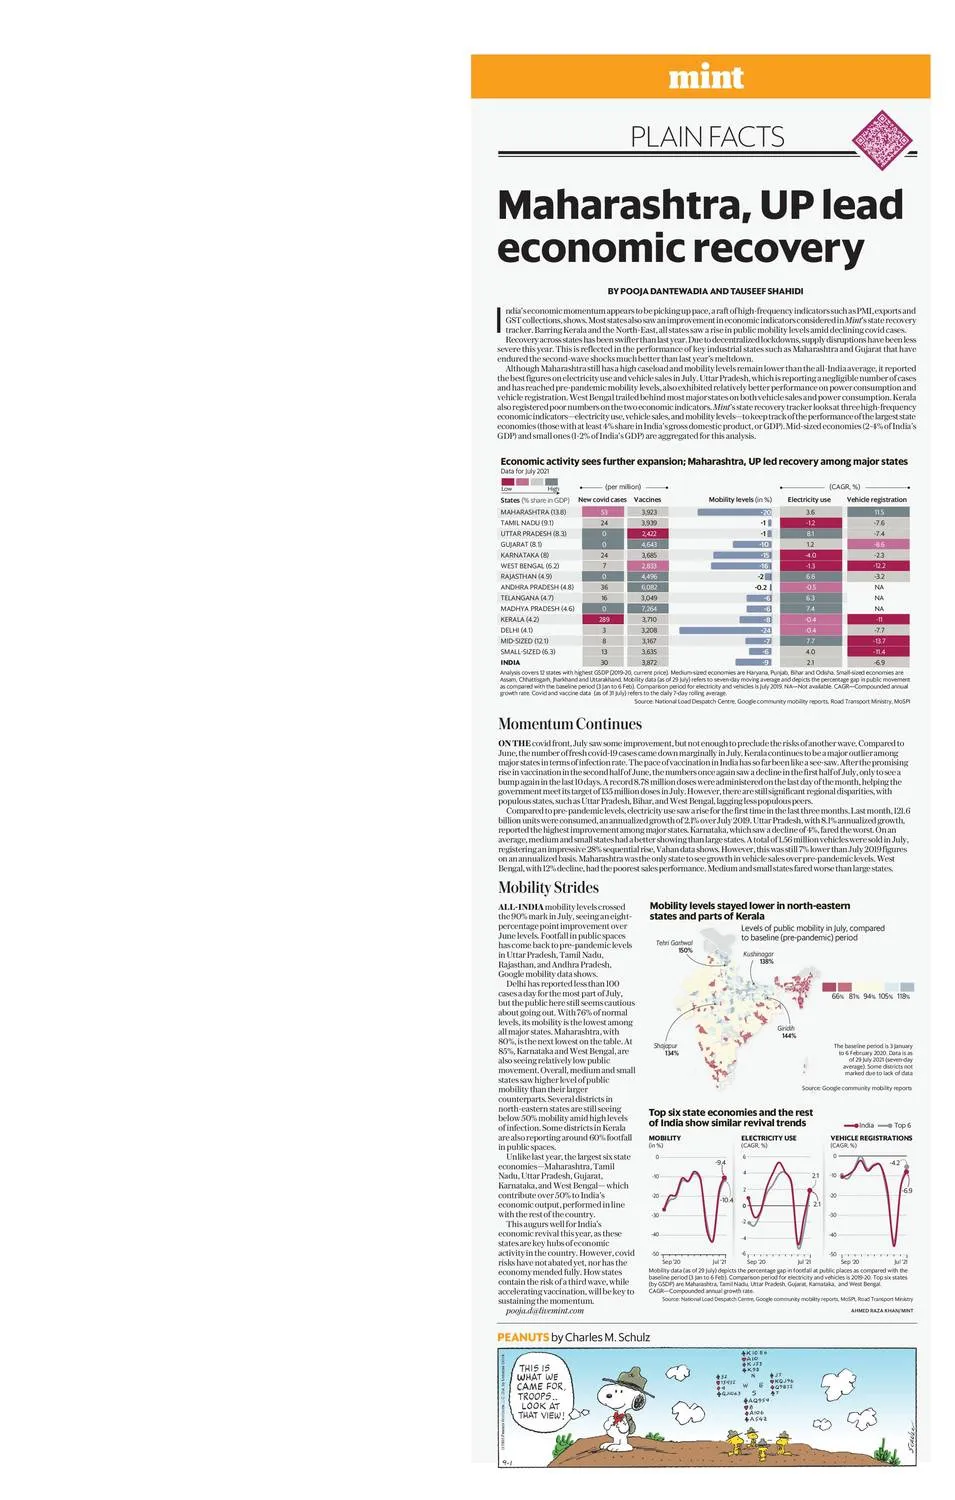 mint
PLAIN FACTS
Maharashtra, UP lead
economic recovery
BY POOJA DANTEWADIA AND TAUSEEF SHAHIDI
India's economic momentum appears to be picking up pace, a raft of high-frequency indicators such as PMI, exports and
GST collections, shows. Most states also saw an improvement in economic indicators considered in Mint's state recovery
tracker. Barring Kerala and the North-East, all states saw a rise in public mobility levels amid declining covid cases.
Recovery across states has been swifter than last year. Due to decentralized lockdowns, supply disruptions have been less
severe this year. This is reflected in the performance of key industrial states such as Maharashtra and Gujarat that have
endured the second-wave shocks much better than last year's meltdown.
Although Maharashtra still has a high caseload and mobility levels remain lower than the all-India average, it reported
the best figures on electricity use and vehicle sales in July. Uttar Pradesh, which is reporting a negligible number of cases
and has reached pre-pandemic mobility levels, also exhibited relatively better performance on power consumption and
vehicle registration. West Bengal trailed behind most major states on both vehicle sales and power consumption. Kerala
also registered poor numbers on the two economic indicators. Mint's state recovery tracker looks at three high-frequency
economic indicators—electricity use, vehicle sales, and mobility levels—to keep track of the performance of the largest state
economies (those with at least 4% share in India's gross domestic product, or GDP). Mid-sized economies (2-4% of India's
GDP) and small ones (1-2% of India's GDP) are aggregated for this analysis.
Economic activity sees further expansion; Maharashtra, UP led recovery among major states
Data for July 2021
Low High (per million) (CAGR, %)
States (% share in GDP) New covid cases Vaccines Mobility levels (in %) Electricity use Vehicle registration
MAHARASHTRA (13.8) 53 3,923 -20 3.6 11.5
TAMIL NADU (9.1) 24 3,939 -1 -1.2 -7.6
UTTAR PRADESH (8.3) 0 2,422 -1 8.1 -7.4
GUJARAT (8.1) 0 4,643 -10 1.2 -8.6
KARNATAKA (8) 24 3,685 -15 -4.0 -2.3
WEST BENGAL (6.2) 7 2,833 -16 -1.3 -12.2
RAJASTHAN (4.9) 0 4,496 -2 6.6 -3.2
ANDHRA PRADESH (4.8) 36 6,082 -0.2 -0.5 NA
TELANGANA (4.7) 16 3,049 -6 6.3 NA
MADHYA PRADESH (4.6) 0 7,264 -6 7.4 NA
KERALA (4.2) 289 3,710 -8 -0.4 -11
DELHI (4.1) 3 3,208 -24 -0.4 -7.7
MID-SIZED (12.1) 8 3,167 -7 7.7 -13.7
SMALL-SIZED (6.3) 13 3,635 -6 4.0 -11.4
INDIA 30 3,872 -9 2.1 -6.9
Analysis covers 12 states with highest GSDP (2019-20, current price). Medium-sized economies are Haryana, Punjab, Bihar and Odisha. Small-sized economies are
Assam, Chhattisgarh, Jharkhand and Uttarakhand. Mobility data (as of 29 July) refers to seven-day moving average and depicts the percentage gap in public movement
as compared with the baseline period (3 Jan to 6 Feb). Comparison period for electricity and vehicles is July 2019. NA—Not available. CAGR—Compounded annual
growth rate. Covid and vaccine data (as of 31 July) refers to the daily 7-day rolling average.
Source: National Load Despatch Centre, Google community mobility reports, Road Transport Ministry, MoSPI
Momentum Continues
ON THE covid front, July saw some improvement, but not enough to preclude the risks of another wave. Compared to
June, the number of fresh covid-19 cases came down marginally in July. Kerala continues to be a major outlier among
major states in terms of infection rate. The pace of vaccination in India has so far been like a see-saw. After the promising
rise in vaccination in the second half of June, the numbers once again saw a decline in the first half of July, only to see a
bump again in the last 10 days. A record 8.78 million doses were administered on the last day of the month, helping the
government meet its target of 135 million doses in July. However, there are still significant regional disparities, with
populous states, such as Uttar Pradesh, Bihar, and West Bengal, lagging less populous peers.
Compared to pre-pandemic levels, electricity use saw a rise for the first time in the last three months. Last month, 121.6
billion units were consumed, an annualized growth of 2.1% over July 2019. Uttar Pradesh, with 8.1% annualized growth,
reported the highest improvement among major states. Karnataka, which saw a decline of 4%, fared the worst. On an
average, medium and small states had a better showing than large states. A total of 1.56 million vehicles were sold in July,
registering an impressive 28% sequential rise, Vahan data shows. However, this was still 7% lower than July 2019 figures
on an annualized basis. Maharashtra was the only state to see growth in vehicle sales over pre-pandemic levels. West
Bengal, with 12% decline, had the poorest sales performance. Medium and small states fared worse than large states.
Mobility Strides
ALL-INDIA mobility levels crossed
the 90% mark in July, seeing an eight-
percentage point improvement over
June levels. Footfall in public spaces
has come back to pre-pandemic levels
in Uttar Pradesh, Tamil Nadu,
Rajasthan, and Andhra Pradesh,
Google mobility data shows.
Delhi has reported less than 100
cases a day for the most part of July,
but the public here still seems cautious
about going out. With 76% of normal
levels, its mobility is the lowest among
all major states. Maharashtra, with
80%, is the next lowest on the table. At
85%, Karnataka and West Bengal, are
also seeing relatively low public
movement. Overall, medium and small
states saw higher level of public
mobility than their larger
counterparts. Several districts in
north-eastern states are still seeing
below 50% mobility amid high levels
of infection. Some districts in Kerala
are also reporting around 60% footfall
in public spaces.
Unlike last year, the largest six state
economies—Maharashtra, Tamil
Nadu, Uttar Pradesh, Gujarat,
Karnataka, and West Bengal— which
contribute over 50% to India's
economic output, performed in line
with the rest of the country.
This augurs well for India's
economic revival this year, as these
states are key hubs of economic
activity in the country. However, covid
risks have not abated yet, nor has the
economy mended fully. How states
contain the risk of a third wave, while
accelerating vaccination, will be key to
sustaining the momentum.
pooja.d@livemint.com
Mobility levels stayed lower in north-eastern
states and parts of Kerala
Levels of public mobility in July, compared
to baseline (pre-pandemic) period
Tehri Garhwal
150%
Kushinagar
138%
66% 81% 94% 105% 118%
Giridih
144%
Shajapur
134%
The baseline period is 3 January
to 6 February 2020. Data is as
of 29 July 2021 (seven-day
average). Some districts not
marked due to lack of data
Source: Google community mobility reports
Top six state economies and the rest
of India show similar revival trends
India Top 6
MOBILITY
(in %)
0
-10
-20
-30
-40
-50
-9.4
-10.4
Sep '20 Jul '21
ELECTRICITY USE
(CAGR, %)
6
4
2
0
-2
-4
-6
2.1
2.1
Sep '20 Jul '21
VEHICLE REGISTRATIONS
(CAGR, %)
0
-10
-20
-30
-40
-50
-4.2
-6.9
Sep '20 Jul '21
Mobility data (as of 29 July) depicts the percentage gap in footfall at public places as compared with the
baseline period (3 Jan to 6 Feb). Comparison period for electricity and vehicles is 2019-20. Top six states
(by GSDP) are Maharashtra, Tamil Nadu, Uttar Pradesh, Gujarat, Karnataka, and West Bengal.
CAGR—Compounded annual growth rate.
Source: National Load Despatch Centre, Google community mobility reports, MoSPI, Road Transport Ministry
AHMED RAZA KHAN/MINT
PEANUTS by Charles M. Schulz
THIS IS
WHAT WE
CAME FOR,
TROOPS..
LOOK AT
THAT VIEW!
N
W E
S
9-1